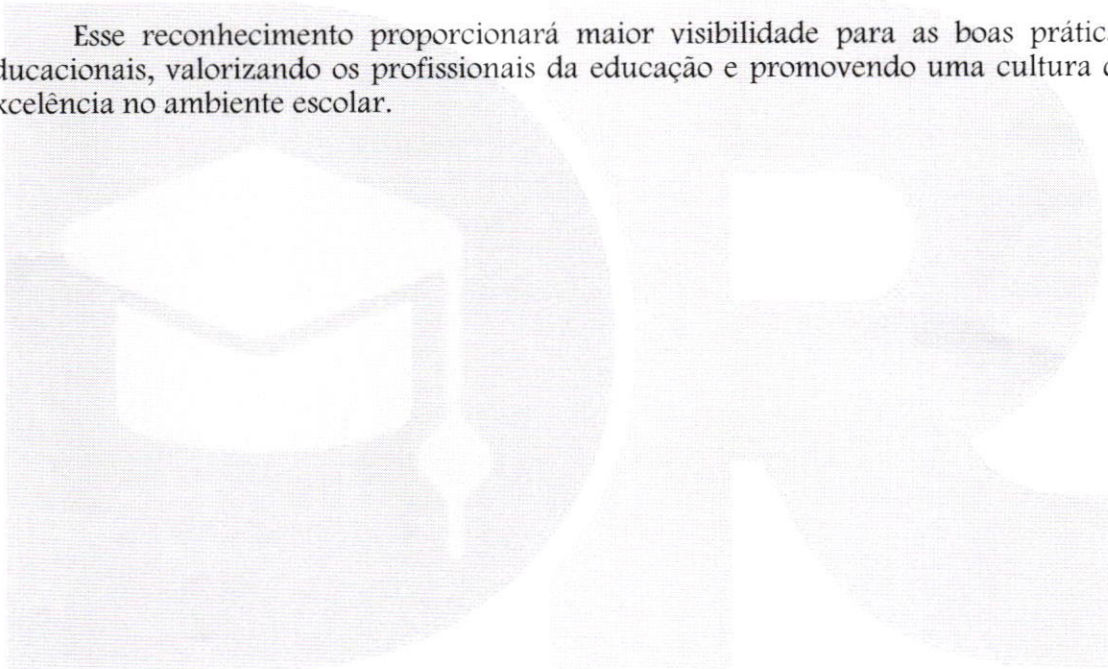 Esse reconhecimento proporcionará maior visibilidade para as boas prátic
ducacionais, valorizando os profissionais da educação e promovendo uma cultura
xcelência no ambiente escolar.
DR